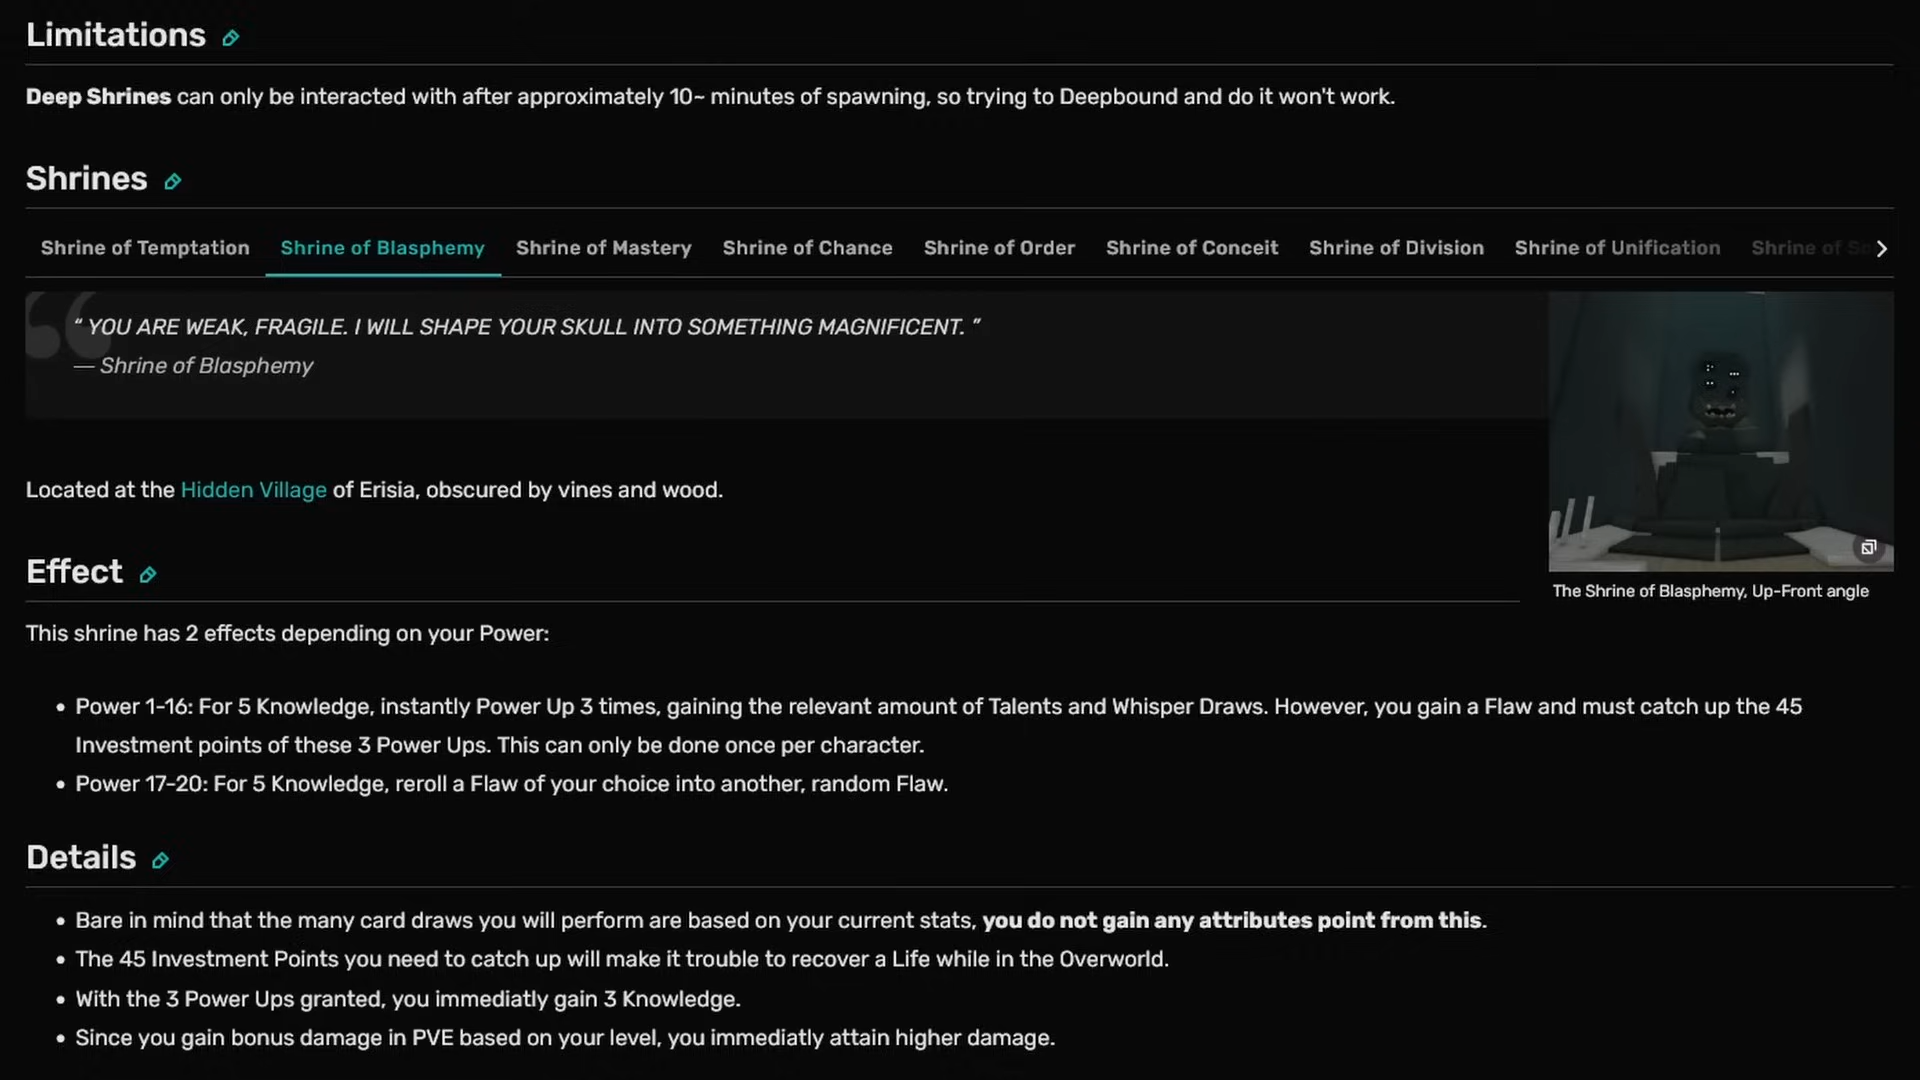 Limitations
Deep Shrines can only be interacted with after approximately 10~ minutes of spawning, so trying to Deepbound and do it won't work.
Shrines
Shrine of Temptation Shrine of Blasphemy Shrine of Mastery Shrine of Chance Shrine of Order Shrine of Conceit Shrine of Division Shrine of Unification Shrine of
“ YOU ARE WEAK, FRAGILE. I WILL SHAPE YOUR SKULL INTO SOMETHING MAGNIFICENT. ”
— Shrine of Blasphemy
Located at the Hidden Village of Erisia, obscured by vines and wood.
The Shrine of Blasphemy, Up-Front angle
Effect
This shrine has 2 effects depending on your Power:
• Power 1-16: For 5 Knowledge, instantly Power Up 3 times, gaining the relevant amount of Talents and Whisper Draws. However, you gain a Flaw and must catch up the 45
Investment points of these 3 Power Ups. This can only be done once per character.
• Power 17-20: For 5 Knowledge, reroll a Flaw of your choice into another, random Flaw.
Details
• Bare in mind that the many card draws you will perform are based on your current stats, you do not gain any attributes point from this.
• The 45 Investment Points you need to catch up will make it trouble to recover a Life while in the Overworld.
• With the 3 Power Ups granted, you immediatly gain 3 Knowledge.
• Since you gain bonus damage in PVE based on your level, you immediatly attain higher damage.